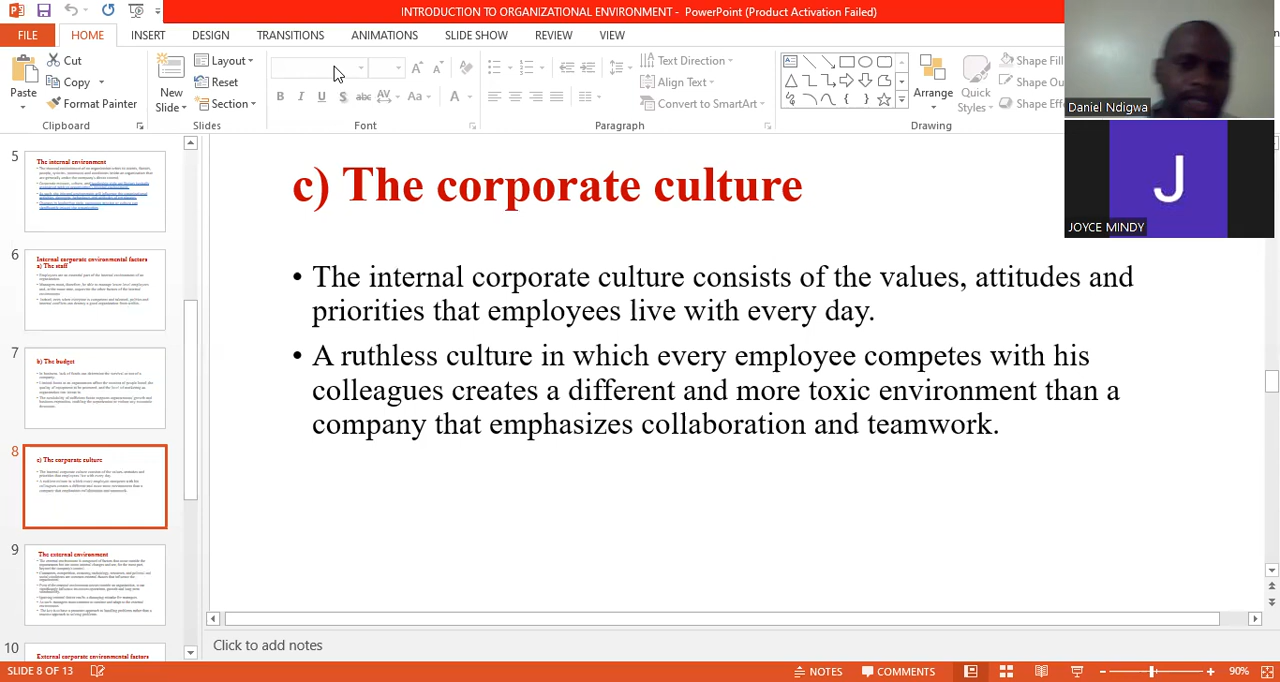 INTRODUCTION TO ORGANIZATIONAL ENVIRONMENT - PowerPoint (Product Activation Failed)
FILE HOME INSERT DESIGN TRANSITIONS ANIMATIONS SLIDE SHOW REVIEW VIEW
Paste
Cut
Copy
Format Painter
Clipboard
New
Slide
Layout
Reset
Section
Slides
Font
Text Direction
Align Text
Convert to SmartArt
Paragraph
Arrange
Quick
Styles
Shape Fill
Shape
Shape
Drawing
Daniel Ndigwa
J
JOYCE MINDY
5
The internal environment
6
Internal corporate environmental factors
a) The staff
7
b) The budget
8
c) The corporate culture
9
The external environment
10
External corporate environmental factors
c) The corporate culture
• The internal corporate culture consists of the values, attitudes and
priorities that employees live with every day.
• A ruthless culture in which every employee competes with his
colleagues creates a different and more toxic environment than a
company that emphasizes collaboration and teamwork.
Click to add notes
SLIDE 8 OF 13
NOTES
COMMENTS
90%